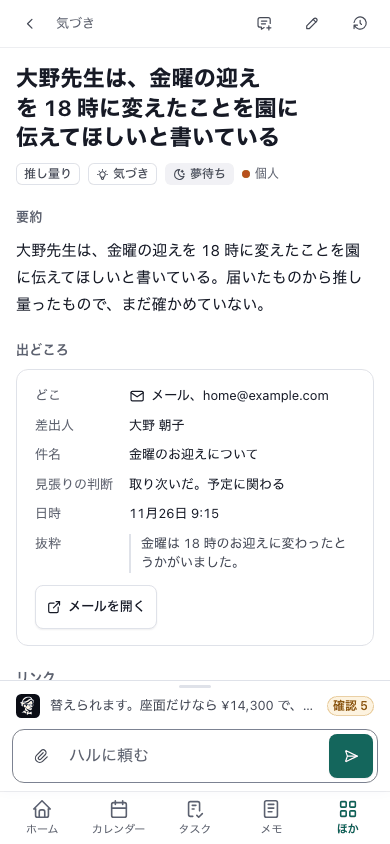 気づき
大野先生は、金曜の迎え
を 18 時に変えたことを園に
伝えてほしいと書いている
推し量り
気づき
夢待ち
個人
要約
大野先生は、金曜の迎えを 18 時に変えたことを園
に伝えてほしいと書いている。届いたものから推し
量ったもので、まだ確かめていない。
出どころ
どこ
メール、home@example.com
差出人
大野 朝子
件名
金曜のお迎えについて
見張りの判断
取り次いだ。予定に関わる
日時
11月26日 9:15
抜粋
金曜は 18 時のお迎えに変わったと
うかがいました。
メールを開く
リンク
替えられます。座面だけなら ¥14,300 で、...
確認 5
ハルに頼む
ホーム
カレンダー
タスク
メモ
ほか